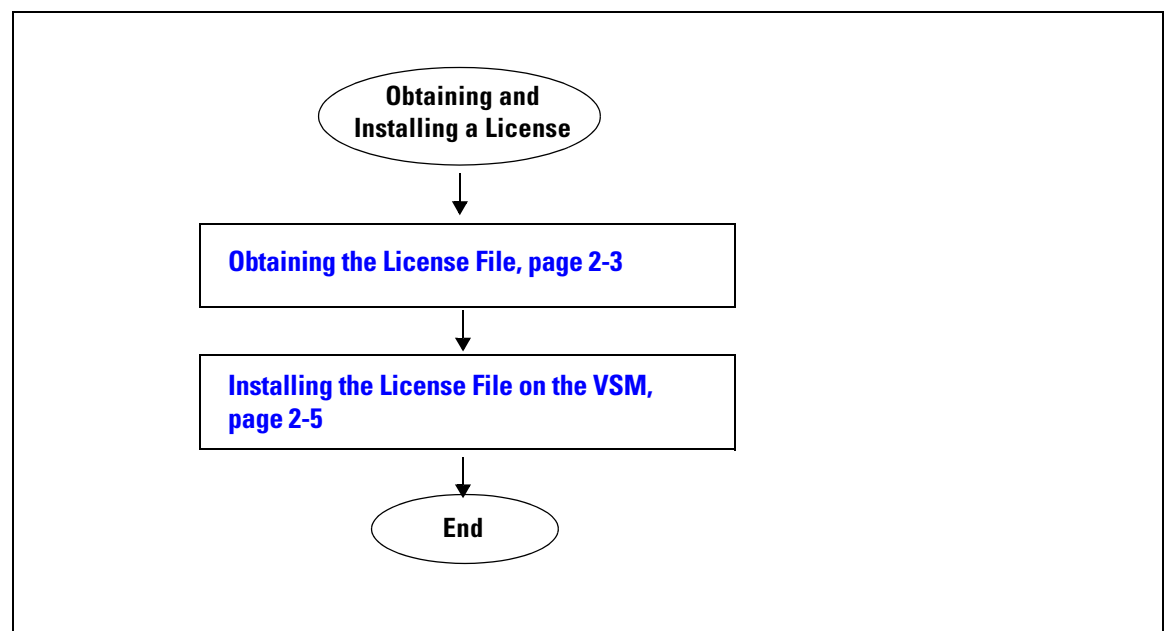 Obtaining and
Installing a License
Obtaining the License File, page 2-3
Installing the License File on the VSM,
page 2-5
End